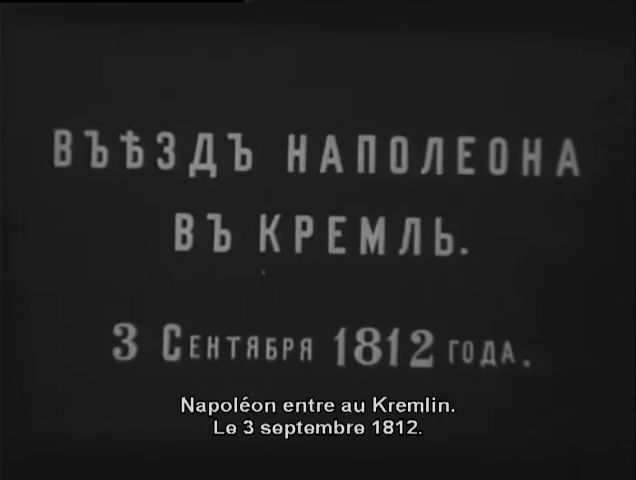 ВЪѢЗДЪ НАПОЛЕОНА
ВЪ КРЕМЛЬ.
3 СЕНТЯБРЯ 1812 ГОДА.
Napoléon entre au Kremlin.
Le 3 septembre 1812.